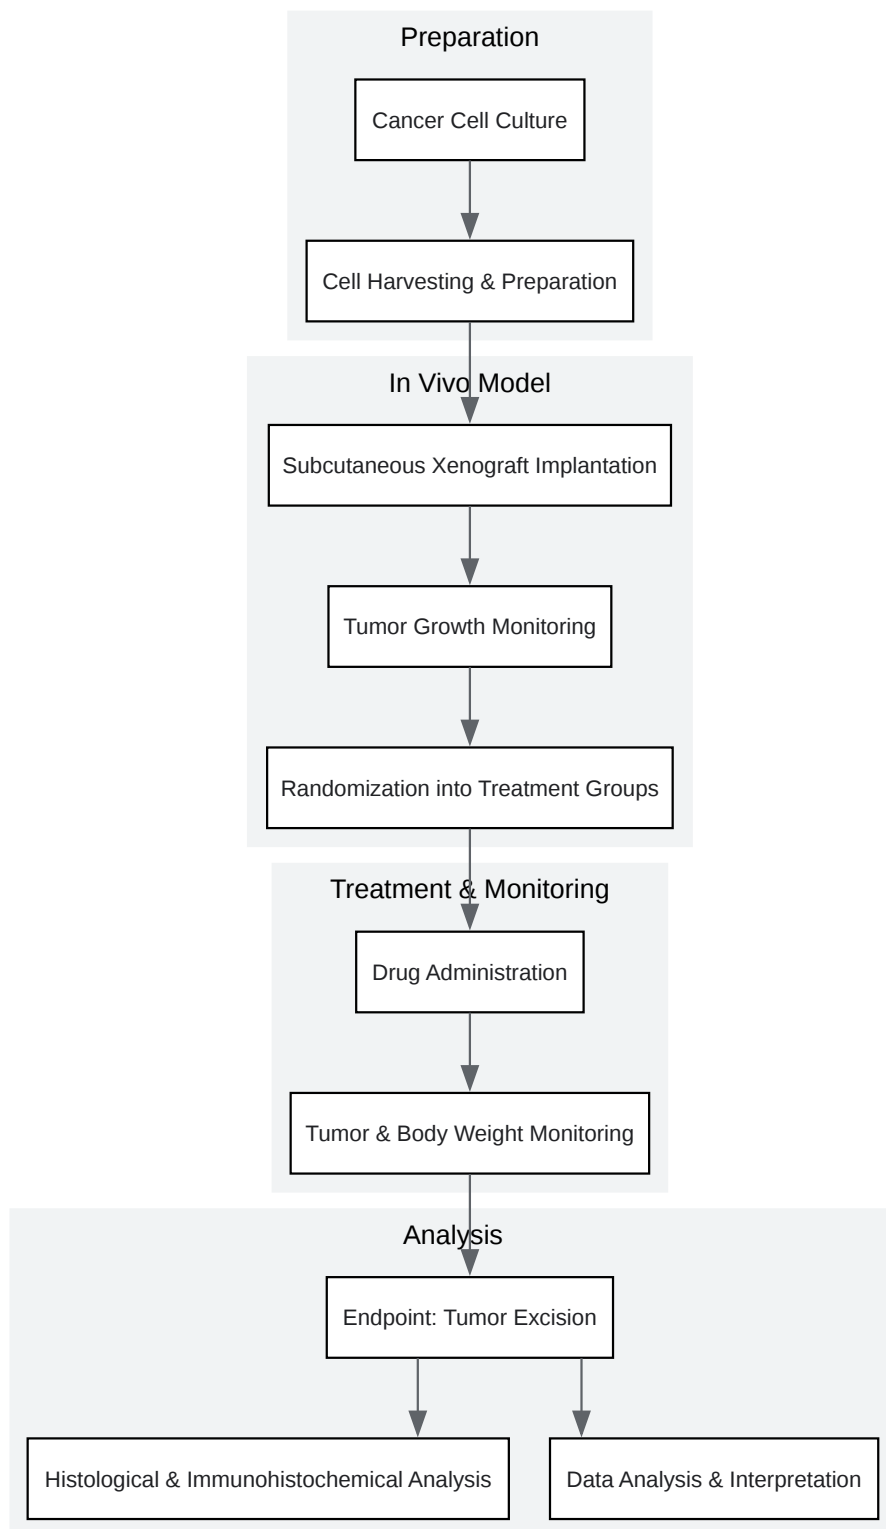 Preparation
Cancer Cell Culture
Cell Harvesting & Preparation
In Vivo Model
Subcutaneous Xenograft Implantation
Tumor Growth Monitoring
Randomization into Treatment Groups
Treatment & Monitoring
Drug Administration
Tumor & Body Weight Monitoring
Analysis
Endpoint: Tumor Excision
Histological & Immunohistochemical Analysis
Data Analysis & Interpretation